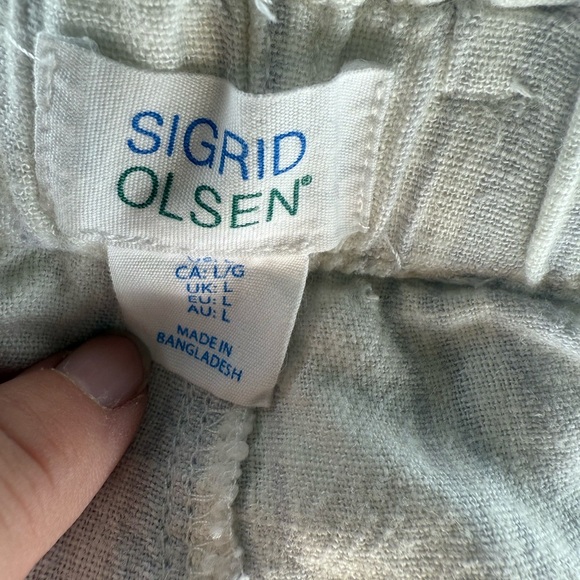 SIGRID
OLSEN®
CA: L/G
UK: L
EU: L
AU: L
MADE IN
BANGLADESH